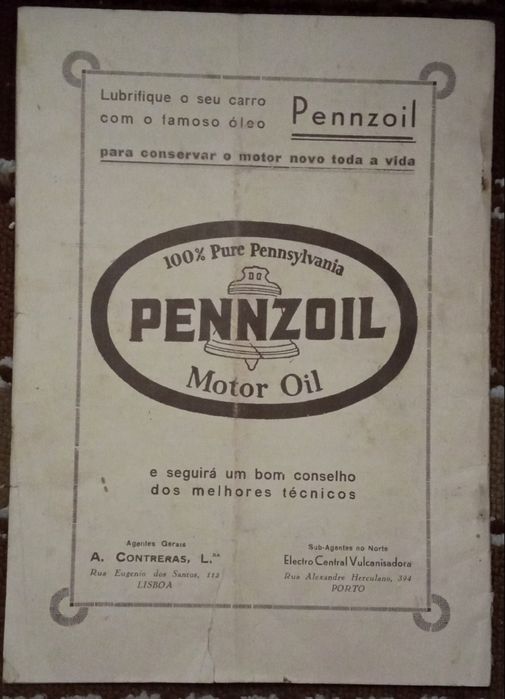 Lubrifique o seu carro
com o famoso óleo
Pennzoil
para conservar o motor novo toda a vida
100% Pure Pennsylvania
PENNZOIL
Motor Oil
e seguirá um bom conselho
dos melhores técnicos
Agentes Gerais
A. CONTRERAS, L.DA
Rua Eugenio dos Santos, 112
LISBOA
Sub-Agentes no Norte
Electro Central Vulcanisadora
Rua Alexandre Herculano, 394
PORTO